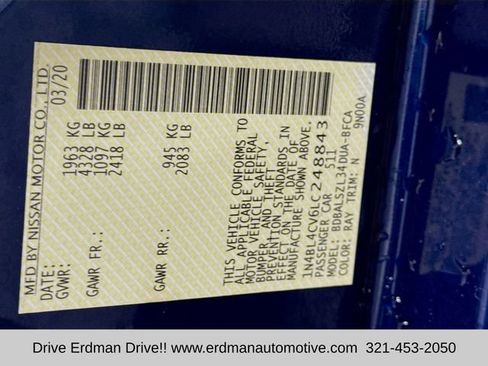 MFD BY NISSAN MOTOR CO., LTD.
DATE: 03/20
GVWR: 1963 KG
4328 LB
GAWR FR.: 1097 KG
2418 LB
GAWR RR.: 945 KG
2083 LB
THIS VEHICLE CONFORMS TO
ALL APPLICABLE FEDERAL
MOTOR VEHICLE SAFETY,
BUMPER AND THEFT
PREVENTION STANDARDS IN
EFFECT ON THE DATE OF
MANUFACTURE SHOWN ABOVE.
1N4BL4CV6LC248843
PASSENGER CAR 511
MODEL: BDBALSZL34DUA-BFCA
COLOR: RAY TRIM: N 9N00A
Drive Erdman Drive!! www.erdmanautomotive.com 321-453-2050